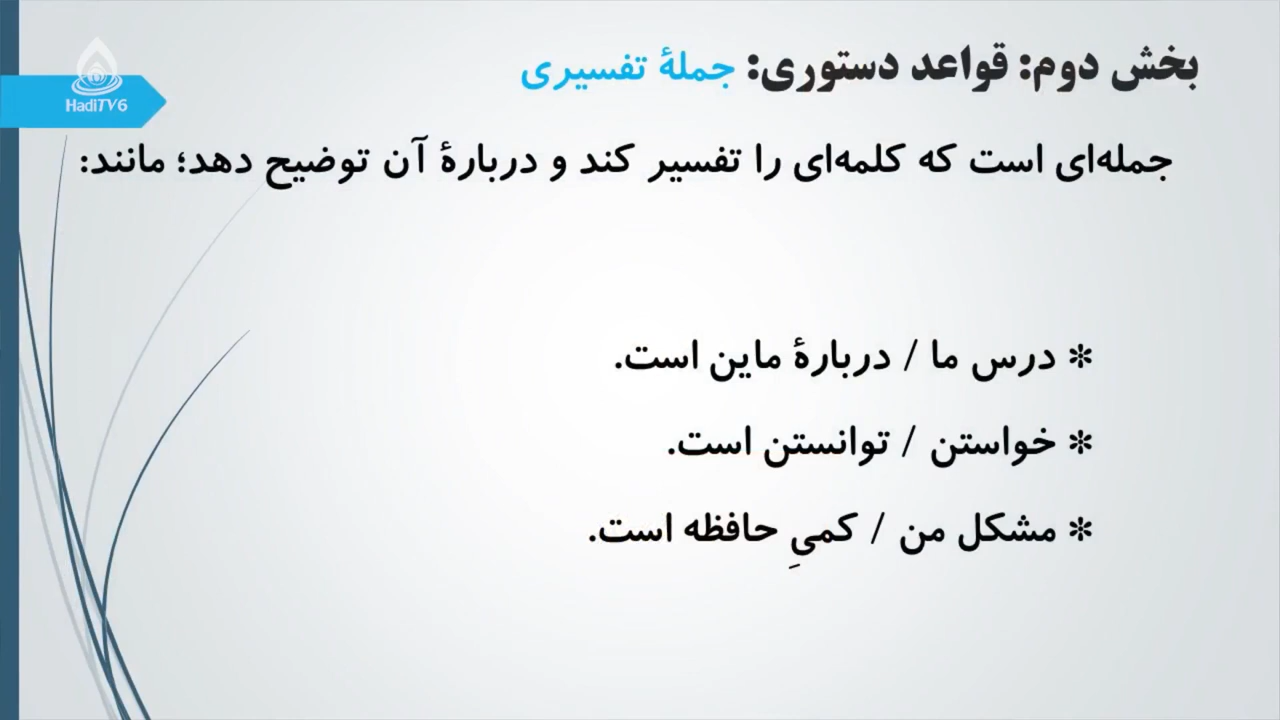 بخش دوم: قواعد دستوری: جملهٔ تفسیری
HadiTV6
جمله‌ای است که کلمه‌ای را تفسیر کند و دربارهٔ آن توضیح دهد؛ مانند:
✻ درس ما / دربارهٔ ماین است.
✻ خواستن / توانستن است.
✻ مشکل من / کمیِ حافظه است.